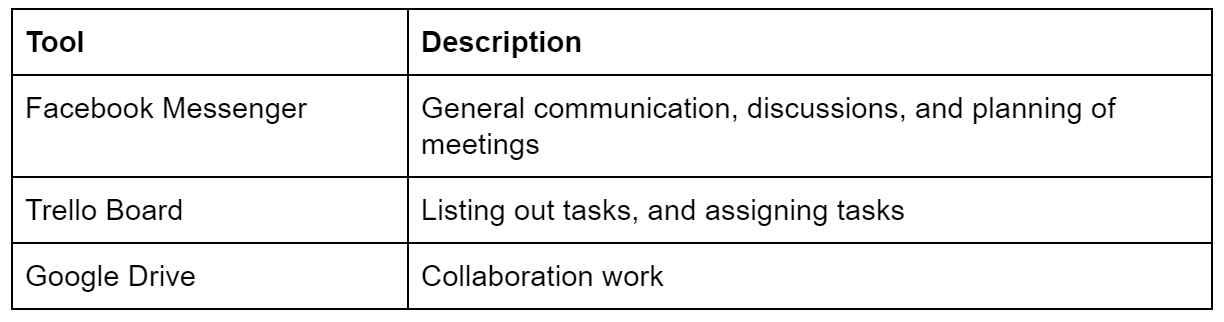 Tool
Description
Facebook Messenger
General communication, discussions, and planning of
meetings
Trello Board
Listing out tasks, and assigning tasks
Google Drive
Collaboration work